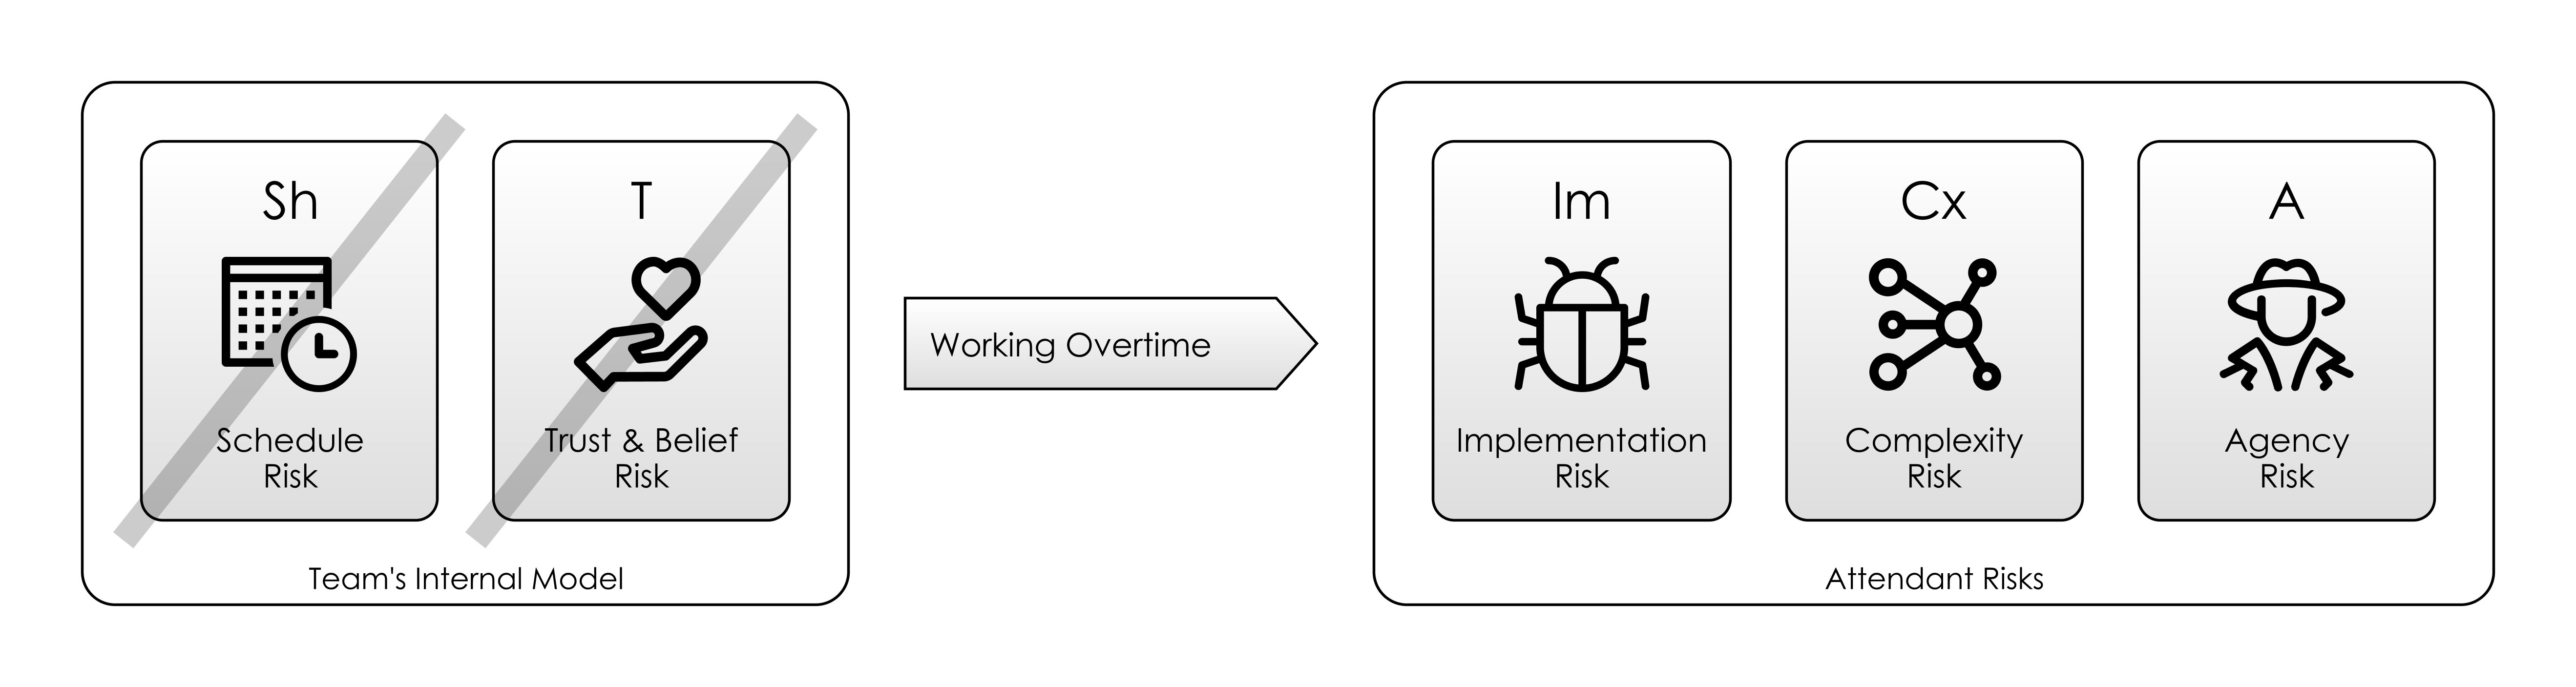 Sh
Schedule
Risk
T
Trust & Belief
Risk
Team's Internal Model
Working Overtime
Im
Implementation
Risk
Cx
Complexity
Risk
A
Agency
Risk
Attendant Risks